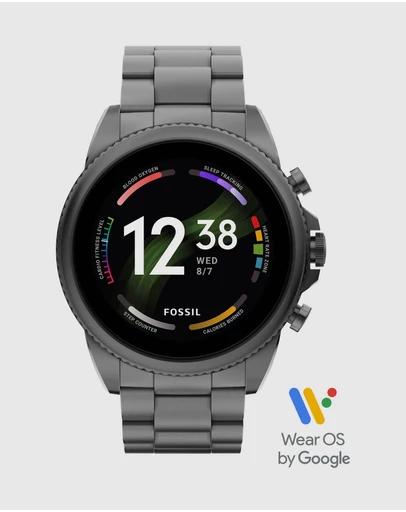 BLOOD OXYGEN
SLEEP TRACKING
CARDIO FITNESS LEVEL
HEART RATE ZONE
12 38
WED
8/7
FOSSIL
STEP COUNTER
CALORIES BURNED
Wear OS
by Google